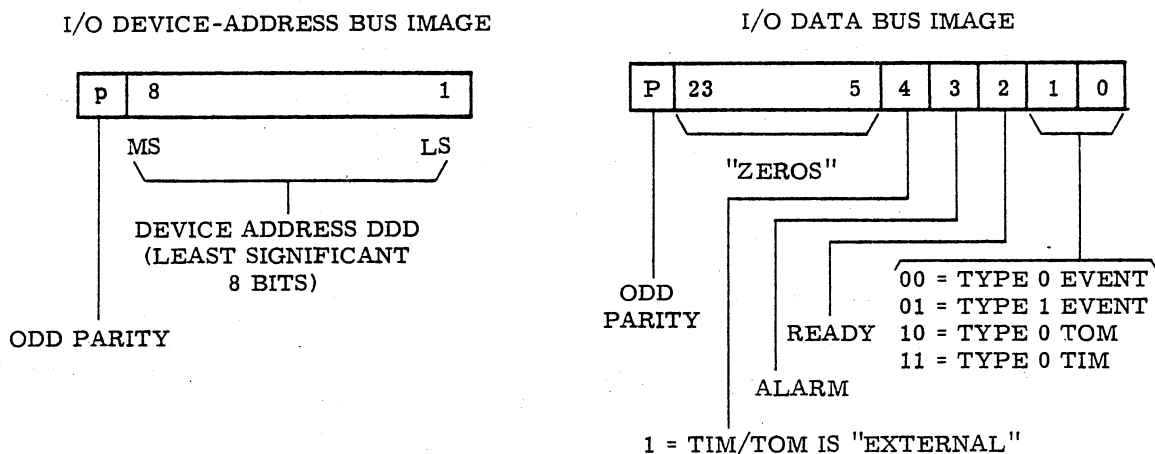 I/O DEVICE-ADDRESS BUS IMAGE
p 8 1
MS LS
DEVICE ADDRESS DDD
(LEAST SIGNIFICANT
8 BITS)
ODD PARITY
I/O DATA BUS IMAGE
P 23 5 4 3 2 1 0
"ZEROS"
ODD
PARITY
READY
ALARM
00 = TYPE 0 EVENT
01 = TYPE 1 EVENT
10 = TYPE 0 TOM
11 = TYPE 0 TIM
1 = TIM/TOM IS "EXTERNAL"